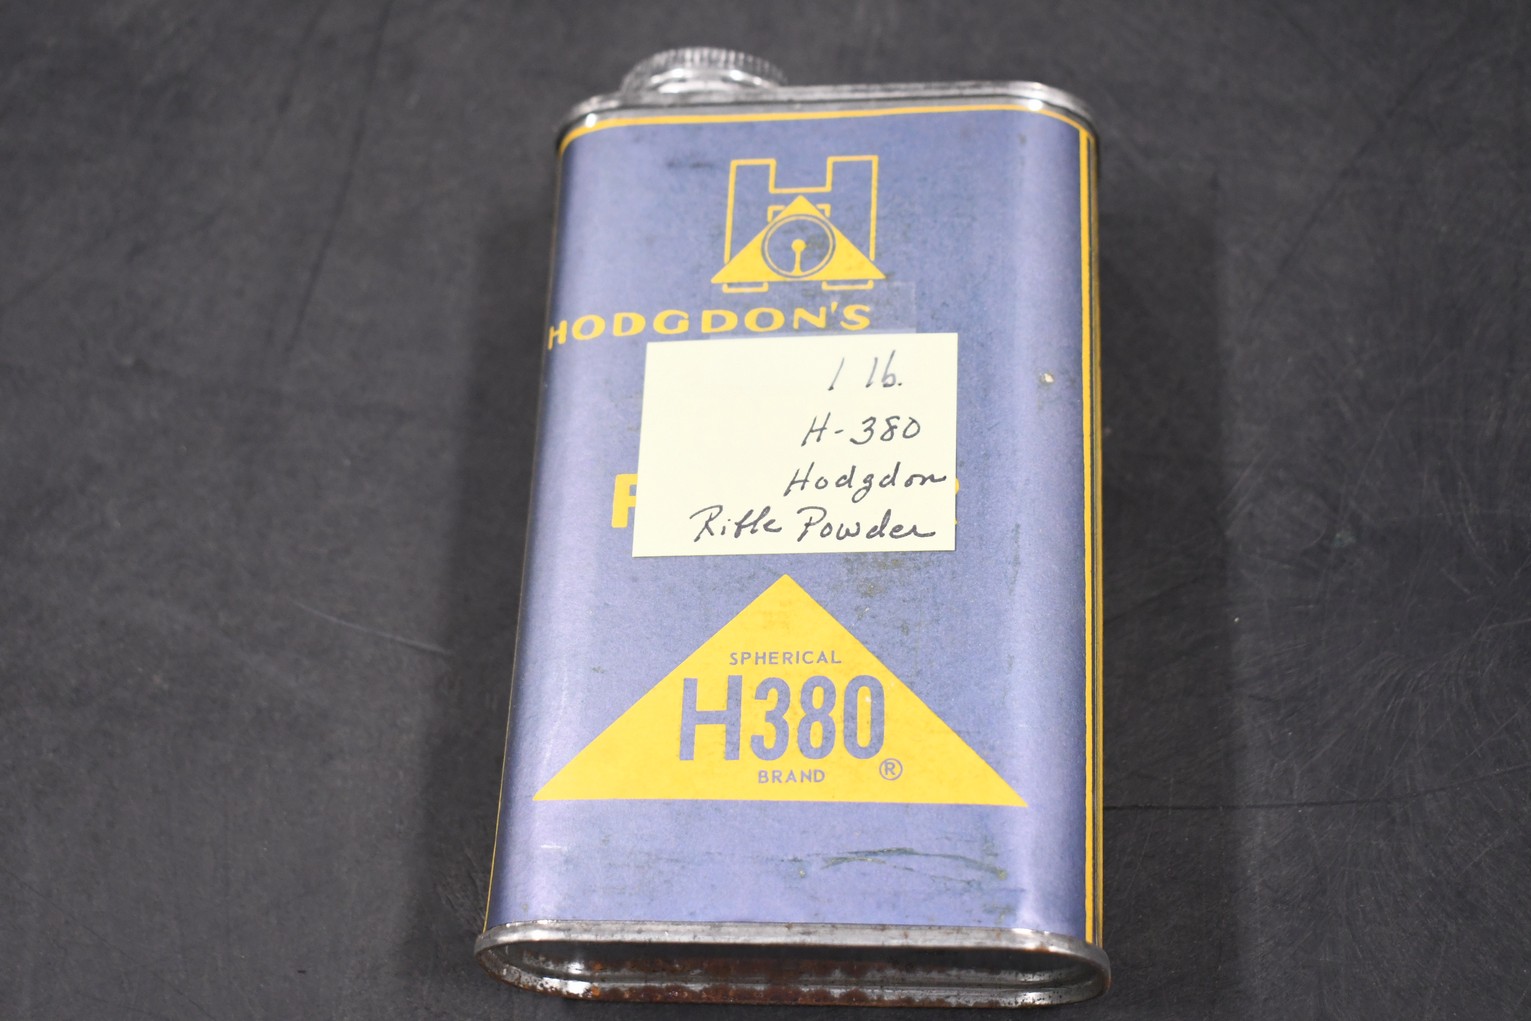 H
HODGDON'S
1 lb.
H-380
Hodgdon
Rifle Powder
SPHERICAL
H380
BRAND ®